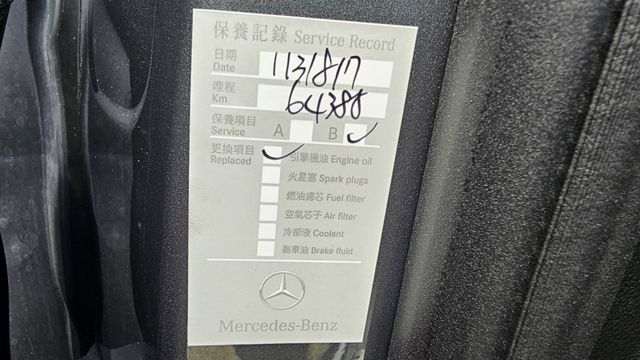 保養記錄 Service Record
日期 Date 113/8/17
哩程 Km 64388
保養項目 Service A B ✓
更換項目 Replaced ✓ 引擎機油 Engine oil
火星塞 Spark plugs
燃油濾芯 Fuel filter
空氣芯子 Air filter
冷却液 Coolant
剎車油 Brake fluid
Mercedes-Benz